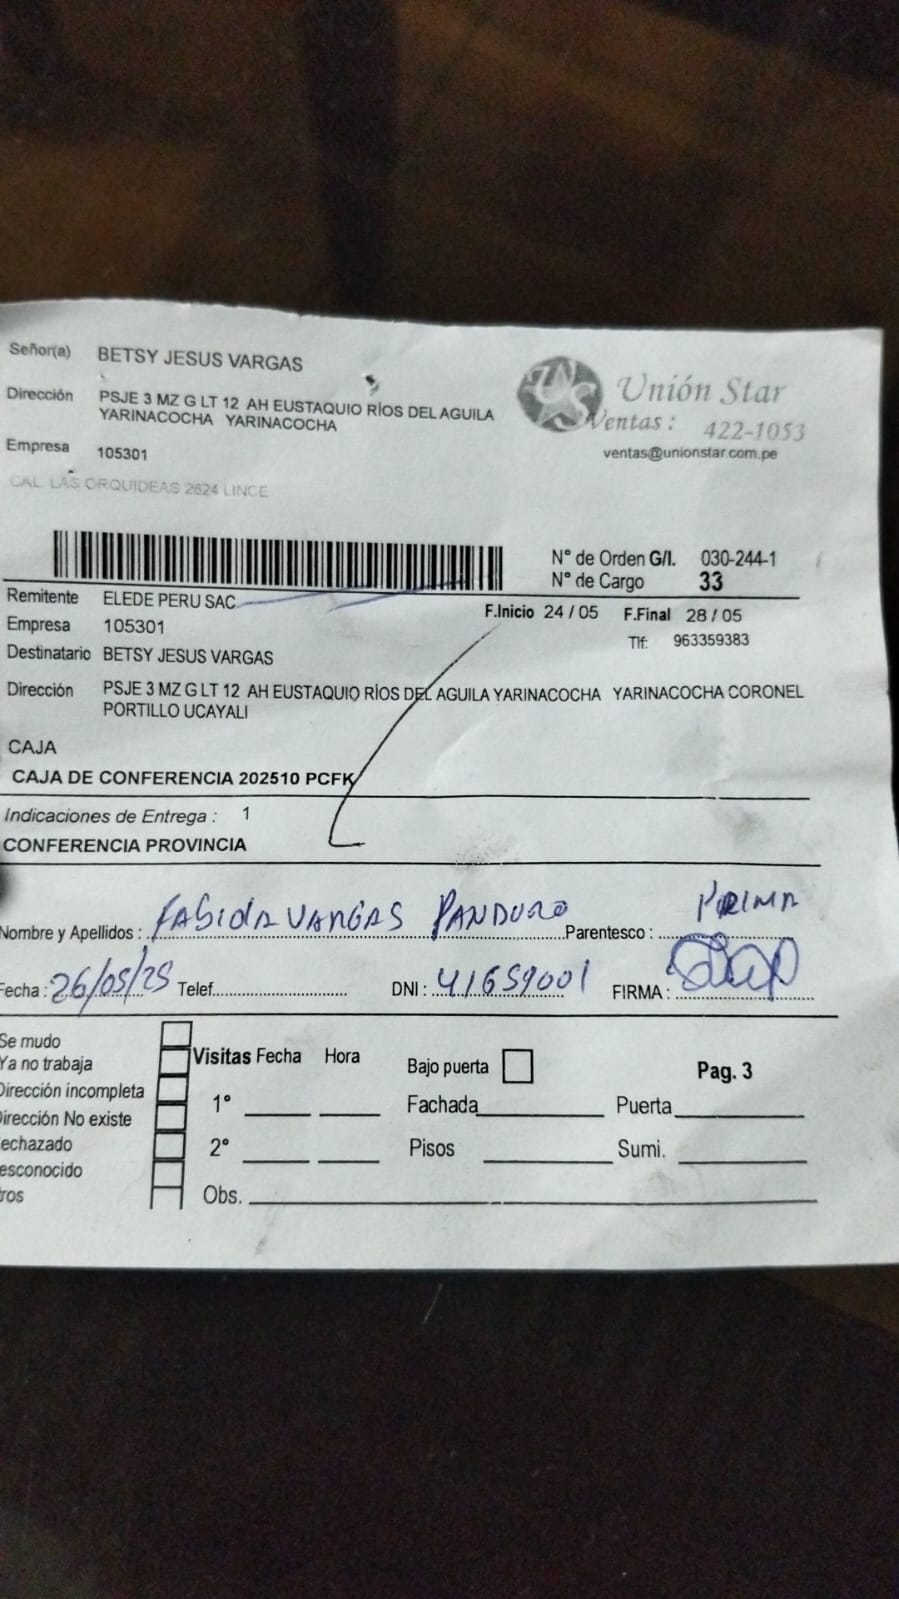 Señor(a) BETSY JESUS VARGAS
Dirección PSJE 3 MZ G LT 12 AH EUSTAQUIO RÍOS DEL AGUILA
YARINACOCHA YARINACOCHA
Empresa 105301
CAL. LAS ORQUIDEAS 2624 LINCE
US Unión Star
Ventas : 422-1053
ventas@unionstar.com.pe
N° de Orden G/I. 030-244-1
N° de Cargo 33
Remitente ELEDE PERU SAC
F.Inicio 24 / 05 F.Final 28 / 05
Empresa 105301
Tlf: 963359383
Destinatario BETSY JESUS VARGAS
Dirección PSJE 3 MZ G LT 12 AH EUSTAQUIO RÍOS DEL AGUILA YARINACOCHA YARINACOCHA CORONEL
PORTILLO UCAYALI
CAJA
CAJA DE CONFERENCIA 202510 PCFK
Indicaciones de Entrega : 1
CONFERENCIA PROVINCIA
Nombre y Apellidos : VARGAS PANDURO Parentesco : PRIMA
Fecha : 26/05/25 Telef. DNI : 41659001 FIRMA :
Se mudo
Ya no trabaja
Dirección incompleta
Dirección No existe
echazado
esconocido
tros
Visitas Fecha Hora Bajo puerta Pag. 3
1° Fachada Puerta
2° Pisos Sumi.
Obs.